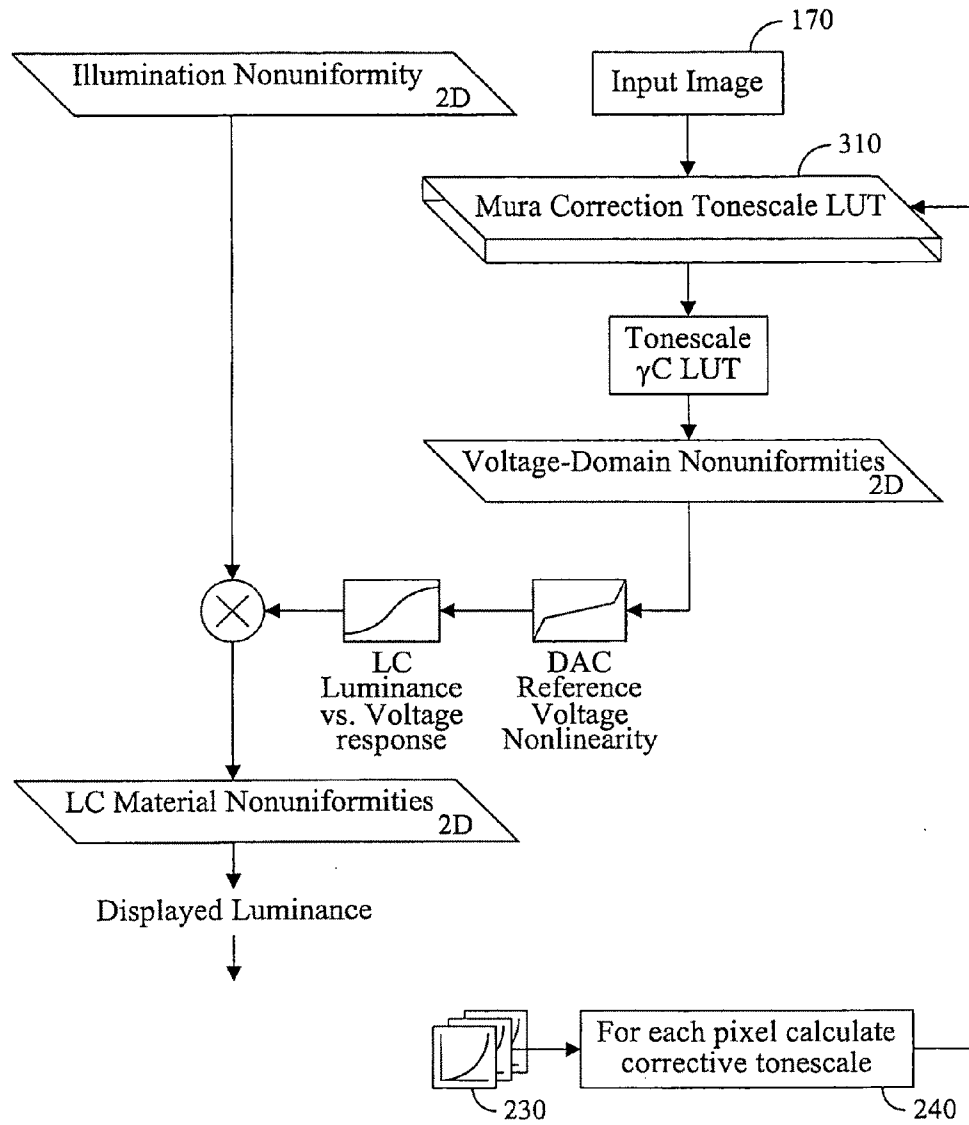 170
Illumination Nonuniformity
2D
Input Image
310
Mura Correction Tonescale LUT
Tonescale
γC LUT
Voltage-Domain Nonuniformities
2D
LC
Luminance
vs. Voltage
response
DAC
Reference
Voltage
Nonlinearity
LC Material Nonuniformities
2D
Displayed Luminance
For each pixel calculate
corrective tonescale
230
240